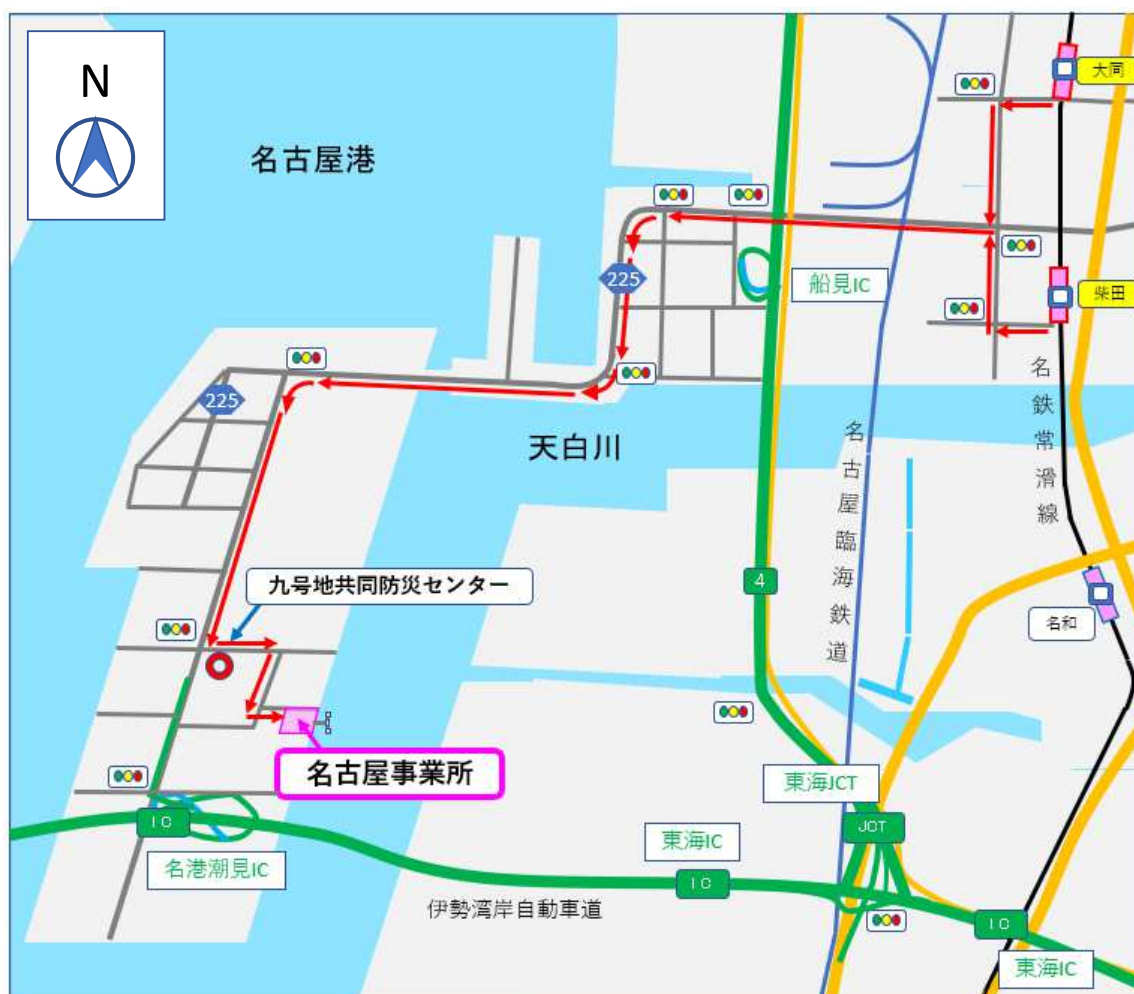 N
大同
名古屋港
225
船見IC
柴田
225
天白川
名鉄常滑線
名古屋臨海鉄道
4
九号地共同防災センター
名和
名古屋事業所
東海JCT
IC
JCT
東海IC
名港潮見IC
IC
伊勢湾岸自動車道
IC
東海IC